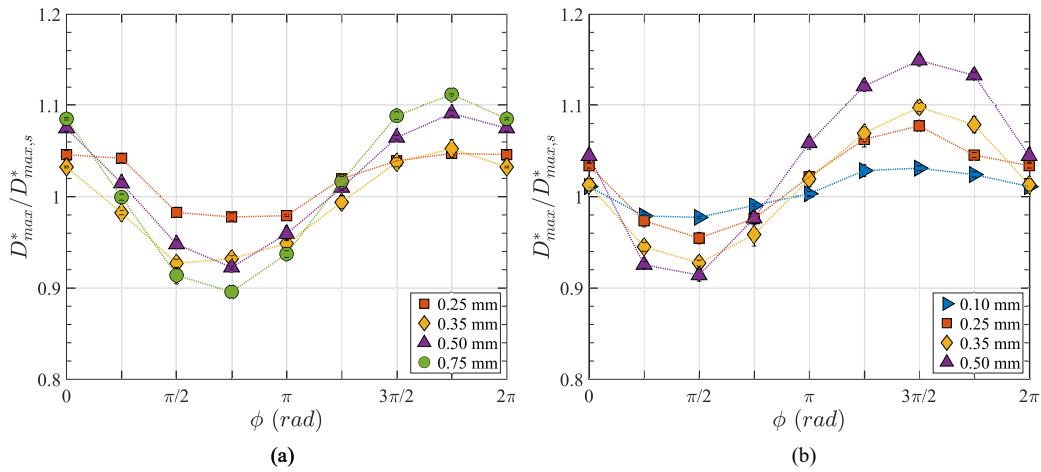 1.2
1.1
1
0.9
0.8
D*max/D*max,s
0 π/2 π 3π/2 2π
ϕ (rad)
0.25 mm
0.35 mm
0.50 mm
0.75 mm
(a)
1.2
1.1
1
0.9
0.8
D*max/D*max,s
0 π/2 π 3π/2 2π
ϕ (rad)
0.10 mm
0.25 mm
0.35 mm
0.50 mm
(b)